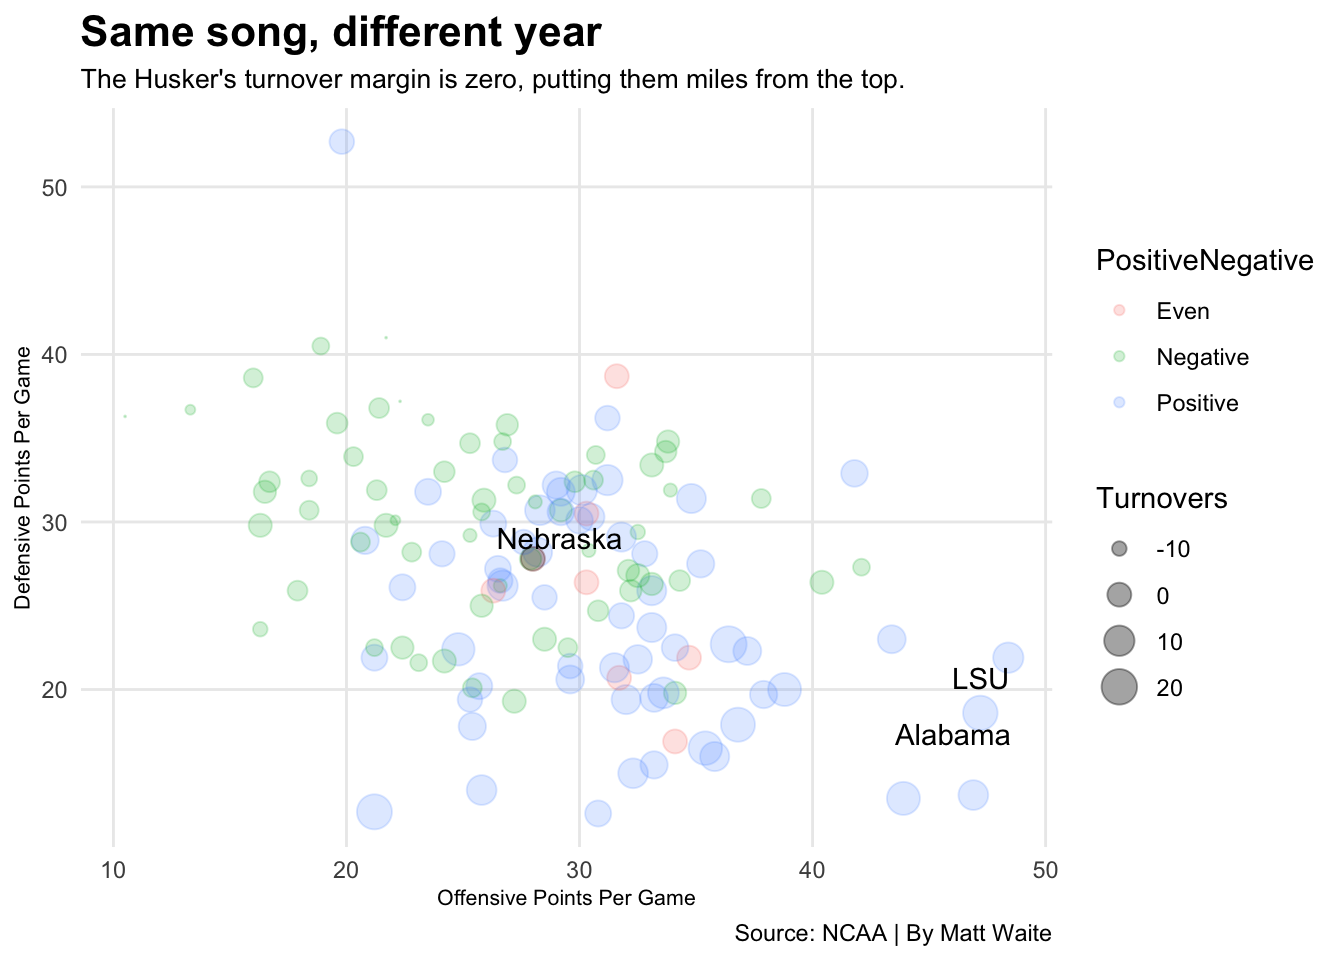 Same song, different year
The Husker's turnover margin is zero, putting them miles from the top.
Defensive Points Per Game
50
40
30
20
Nebraska
LSU
Alabama
10
20
30
40
50
Offensive Points Per Game
Source: NCAA | By Matt Waite
PositiveNegative
Even
Negative
Positive
Turnovers
-10
0
10
20